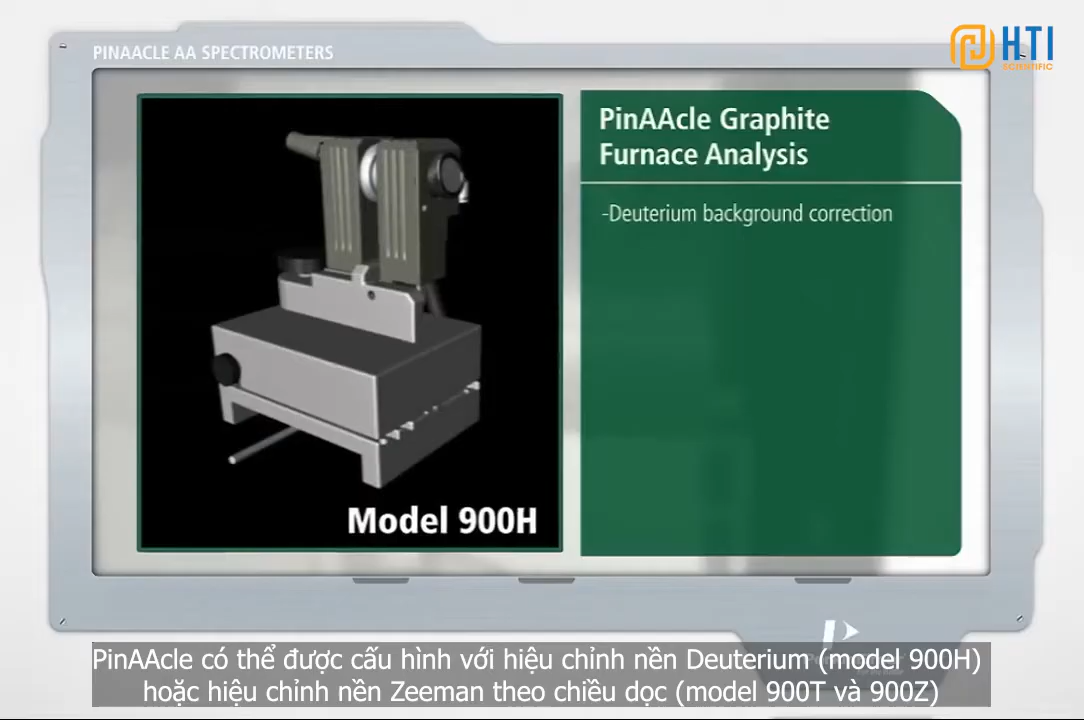 PINAACLE AA SPECTROMETERS
HTI
SCIENTIFIC
PinAAcle Graphite
Furnace Analysis
-Deuterium background correction
Model 900H
PinAAcle có thể được cấu hình với hiệu chỉnh nền Deuterium (model 900H)
hoặc hiệu chỉnh nền Zeeman theo chiều dọc (model 900T và 900Z)